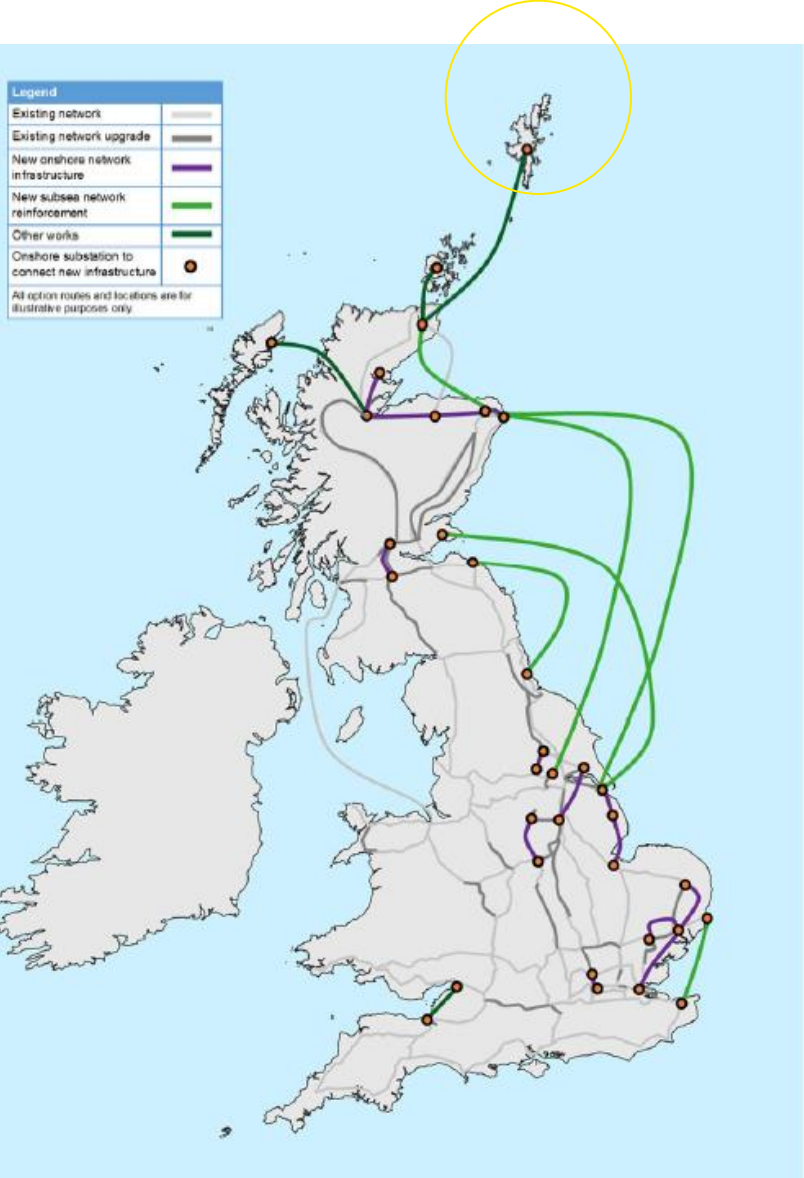 Legend
Existing network
Existing network upgrade
New onshore network
infrastructure
New subsea network
reinforcement
Other works
Onshore substation to
connect new infrastructure
All option routes and locations are for
illustrative purposes only.